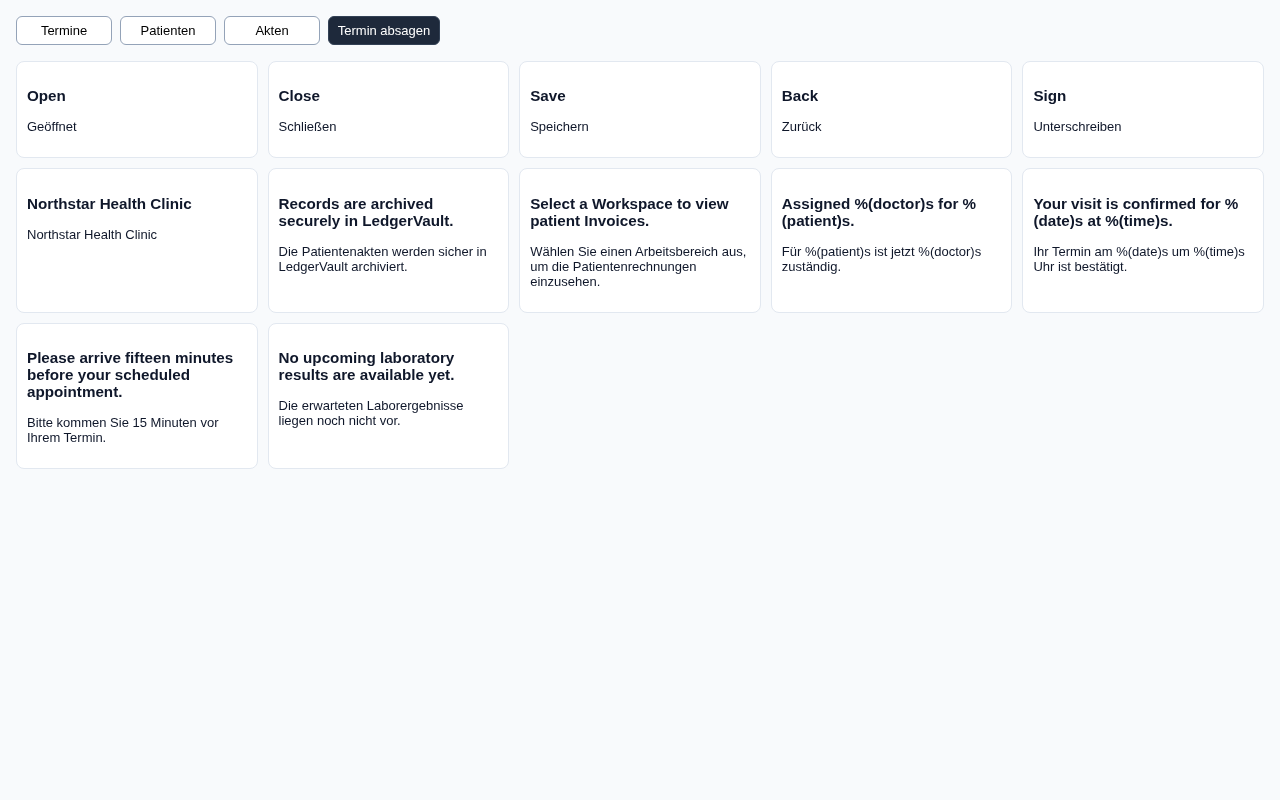 Termine
Patienten
Akten
Termin absagen
Open
Geöffnet
Close
Schließen
Save
Speichern
Back
Zurück
Sign
Unterschreiben
Northstar Health Clinic
Northstar Health Clinic
Records are archived
securely in LedgerVault.
Die Patientenakten werden sicher in
LedgerVault archiviert.
Select a Workspace to view
patient Invoices.
Wählen Sie einen Arbeitsbereich aus,
um die Patientenrechnungen
einzusehen.
Assigned %(doctor)s for %
(patient)s.
Für %(patient)s ist jetzt %(doctor)s
zuständig.
Your visit is confirmed for %
(date)s at %(time)s.
Ihr Termin am %(date)s um %(time)s
Uhr ist bestätigt.
Please arrive fifteen minutes
before your scheduled
appointment.
Bitte kommen Sie 15 Minuten vor
Ihrem Termin.
No upcoming laboratory
results are available yet.
Die erwarteten Laborergebnisse
liegen noch nicht vor.